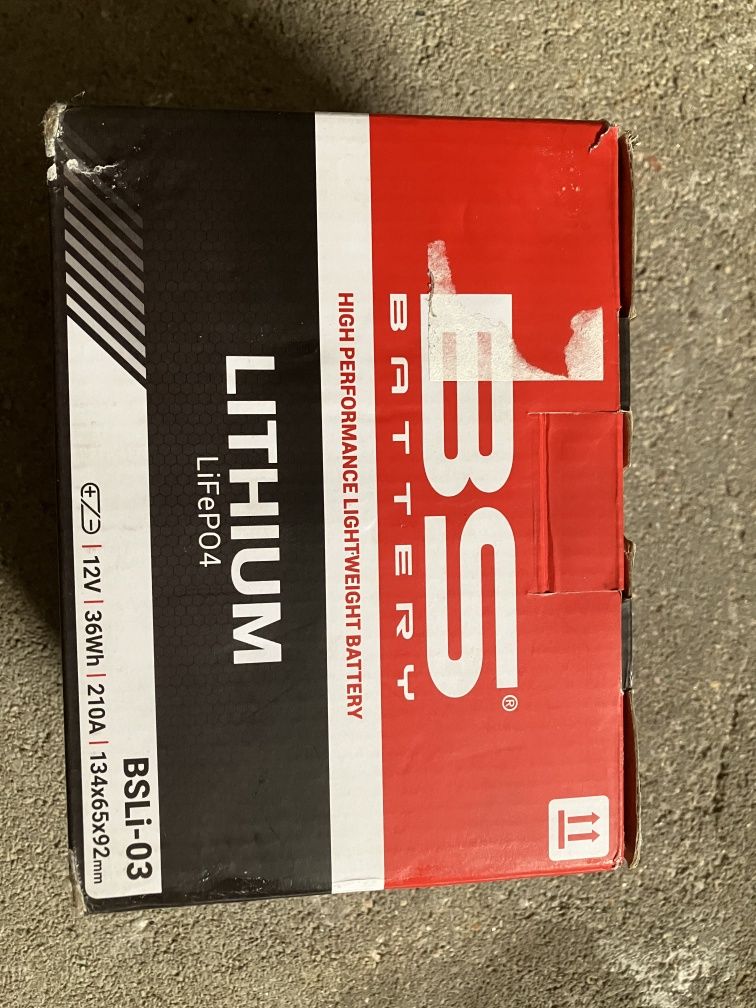 BS®
BATTERY
HIGH PERFORMANCE LIGHTWEIGHT BATTERY
LITHIUM
LiFePO4
BSLi-03
+/- | 12V | 36Wh | 210A | 134x65x92mm